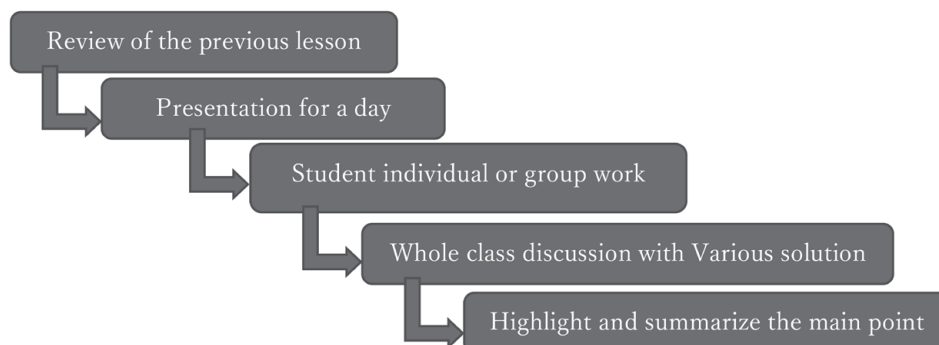 Review of the previous lesson
Presentation for a day
Student individual or group work
Whole class discussion with Various solution
Highlight and summarize the main point